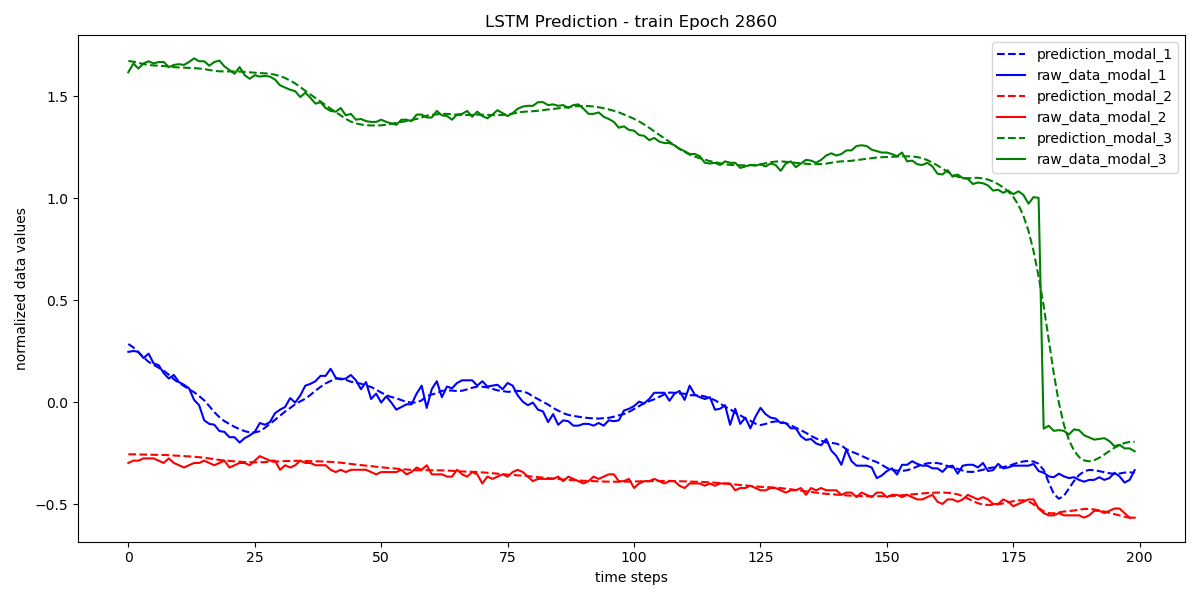 LSTM Prediction - train Epoch 2860
prediction_modal_1
raw_data_modal_1
prediction_modal_2
raw_data_modal_2
prediction_modal_3
raw_data_modal_3
normalized data values
1.5
1.0
0.5
0.0
−0.5
0 25 50 75 100 125 150 175 200
time steps